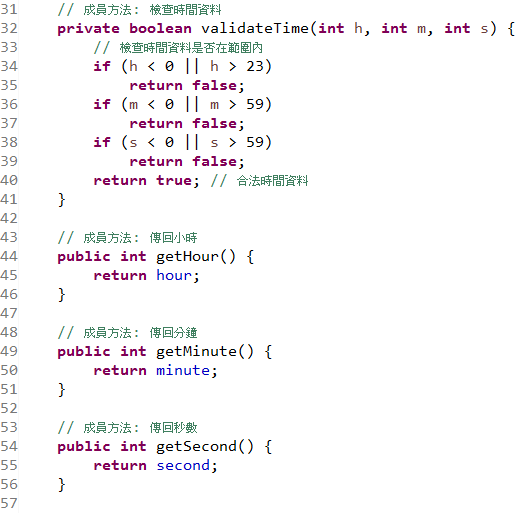 31 // 成員方法: 檢查時間資料
32 private boolean validateTime(int h, int m, int s) {
33 // 檢查時間資料是否在範圍內
34 if (h < 0 || h > 23)
35 return false;
36 if (m < 0 || m > 59)
37 return false;
38 if (s < 0 || s > 59)
39 return false;
40 return true; // 合法時間資料
41 }
42
43 // 成員方法: 傳回小時
44 public int getHour() {
45 return hour;
46 }
47
48 // 成員方法: 傳回分鐘
49 public int getMinute() {
50 return minute;
51 }
52
53 // 成員方法: 傳回秒數
54 public int getSecond() {
55 return second;
56 }
57